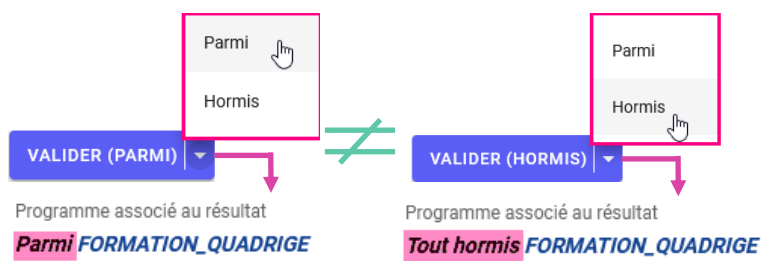 Parmi
Hormis
VALIDER (PARMI)
Programme associé au résultat
Parmi FORMATION_QUADRIGE
≠
Parmi
Hormis
VALIDER (HORMIS)
Programme associé au résultat
Tout hormis FORMATION_QUADRIGE